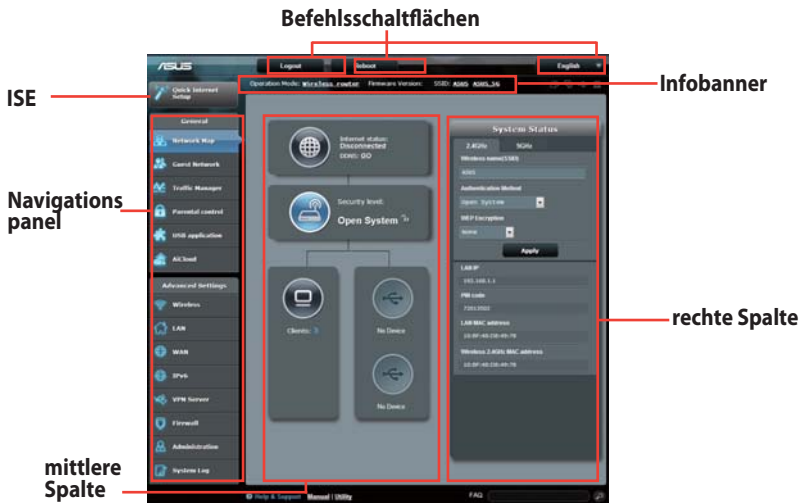 Befehlsschaltflächen
/SUS
Logout
Reboot
English
Operation Mode: Wireless router Firmware Version: SSID: ASUS ASUS_5G
Infobanner
ISE
Quick Internet
Setup
General
Network Map
Guest Network
Traffic Manager
Parental control
USB application
AiCloud
Advanced Settings
Wireless
LAN
WAN
IPv6
VPN Server
Firewall
Administration
System Log
Navigations
panel
Internet status:
Disconnected
DDNS: GO
Security level:
Open System
Clients: 3
No Device
No Device
System Status
2.4GHz
5GHz
Wireless name(SSID)
ASUS
Authentication Method
Open System
WEP Encryption
None
Apply
LAN IP
192.168.1.1
PIN code
LAN MAC address
Wireless 2.4GHz MAC address
rechte Spalte
mittlere
Spalte
Help & Support Manual | Utility
FAQ